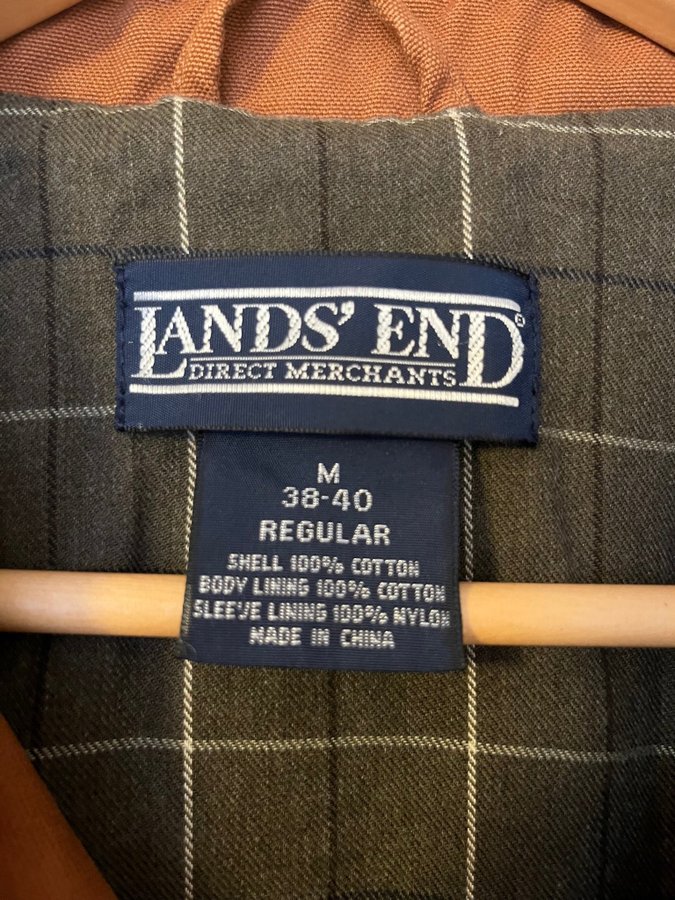 LANDS' END®
DIRECT MERCHANTS
M
38-40
REGULAR
SHELL 100% COTTON
BODY LINING 100% COTTON
SLEEVE LINING 100% NYLON
MADE IN CHINA